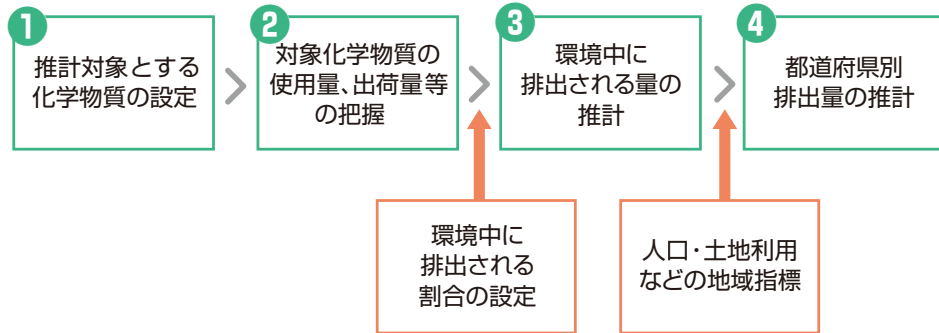 1
推計対象とする
化学物質の設定
2
対象化学物質の
使用量、出荷量等
の把握
3
環境中に
排出される量の
推計
4
都道府県別
排出量の推計
環境中に
排出される
割合の設定
人口・土地利用
などの地域指標